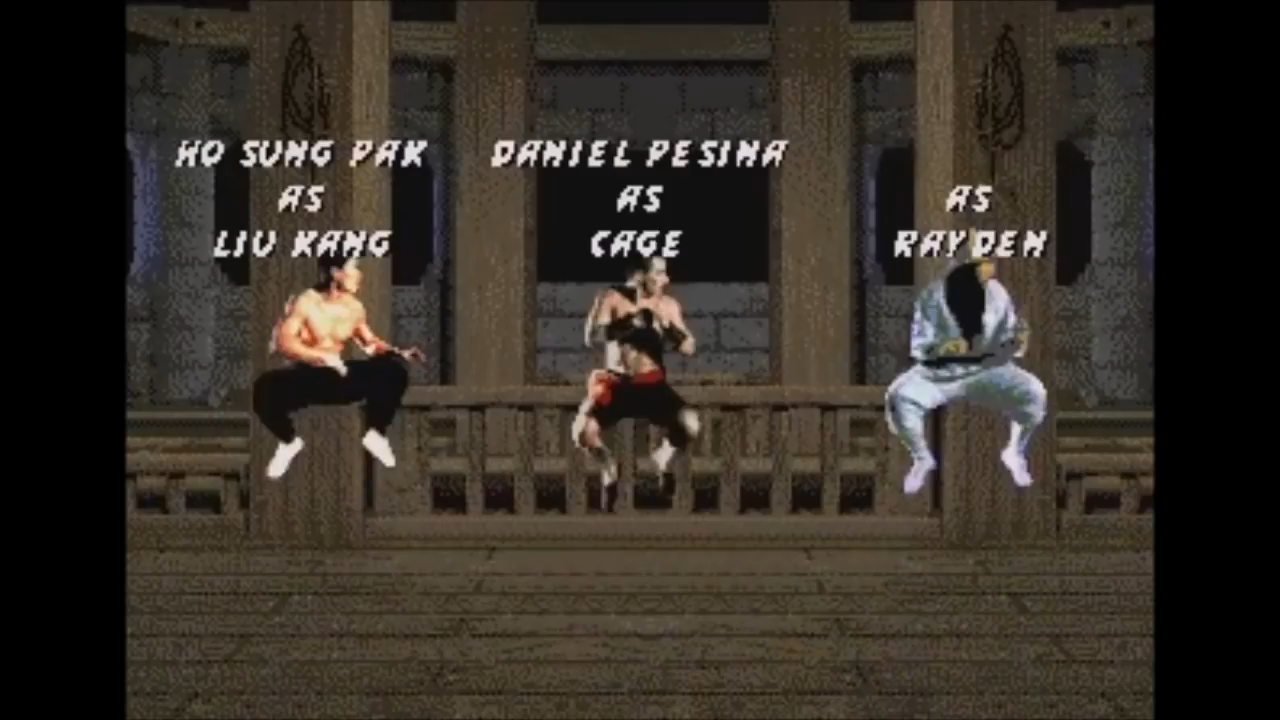 HO SUNG PAK
AS
LIU KANG
DANIEL PESINA
AS
CAGE
AS
RAYDEN